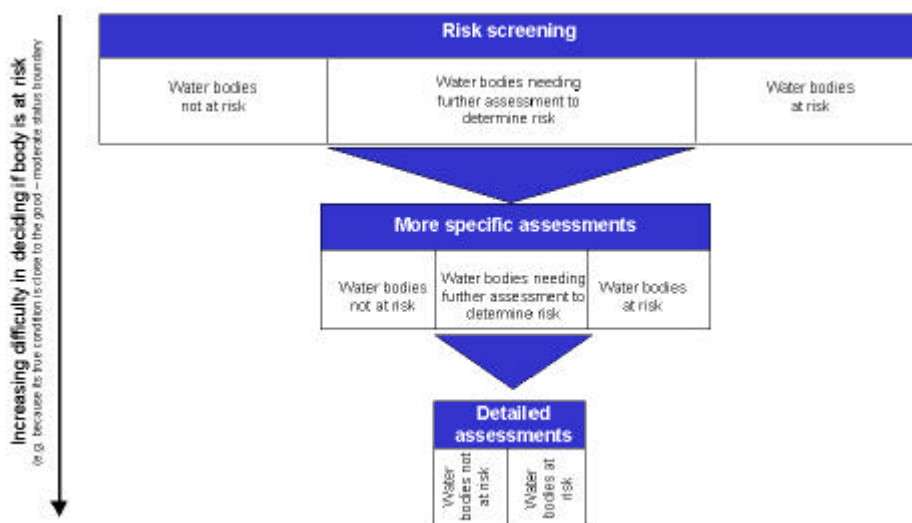 Increasing difficulty in deciding if body is at risk
(e.g. because its true condition is close to the good – moderate status boundary
Risk screening
Water bodies
not at risk
Water bodies needing
further assessment to
determine risk
Water bodies
at risk
More specific assessments
Water bodies
not at risk
Water bodies needing
further assessment to
determine risk
Water bodies
at risk
Detailed
assessments
Water
bodies not
at risk
Water
bodies at
risk